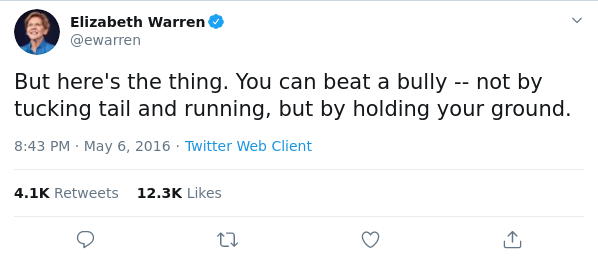 Elizabeth Warren
@ewarren
But here's the thing. You can beat a bully -- not by
tucking tail and running, but by holding your ground.
8:43 PM · May 6, 2016 · Twitter Web Client
4.1K Retweets 12.3K Likes